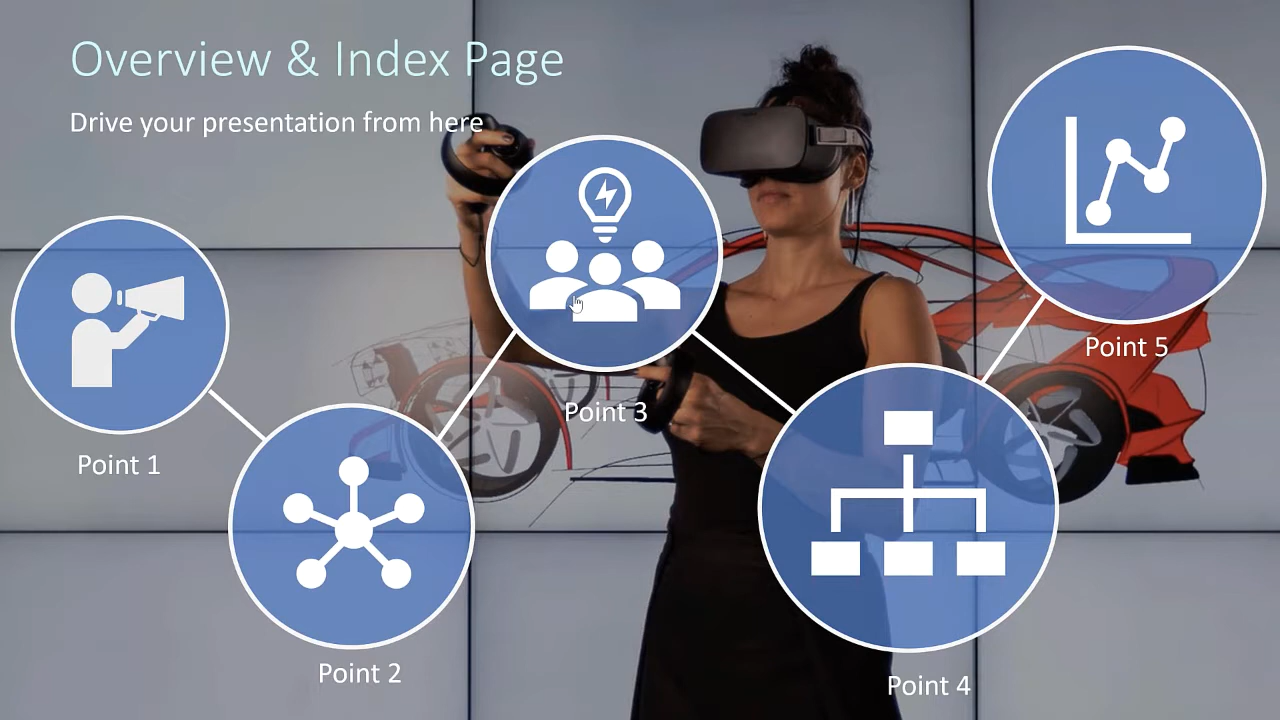 Overview & Index Page
Drive your presentation from here
Point 1
Point 2
Point 3
Point 4
Point 5